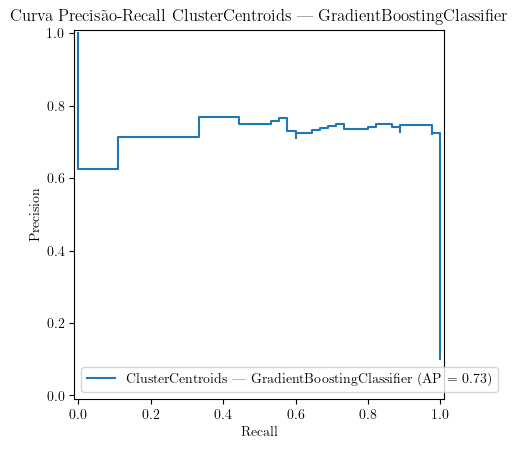 Curva Precisão-Recall ClusterCentroids — GradientBoostingClassifier
1.0
0.8
0.6
0.4
0.2
0.0
Precision
ClusterCentroids — GradientBoostingClassifier (AP = 0.73)
0.0 0.2 0.4 0.6 0.8 1.0
Recall